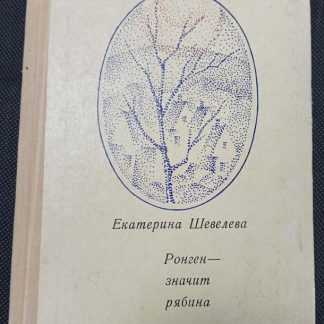 Екатерина Шевелева
Ронген—
значит
рябина